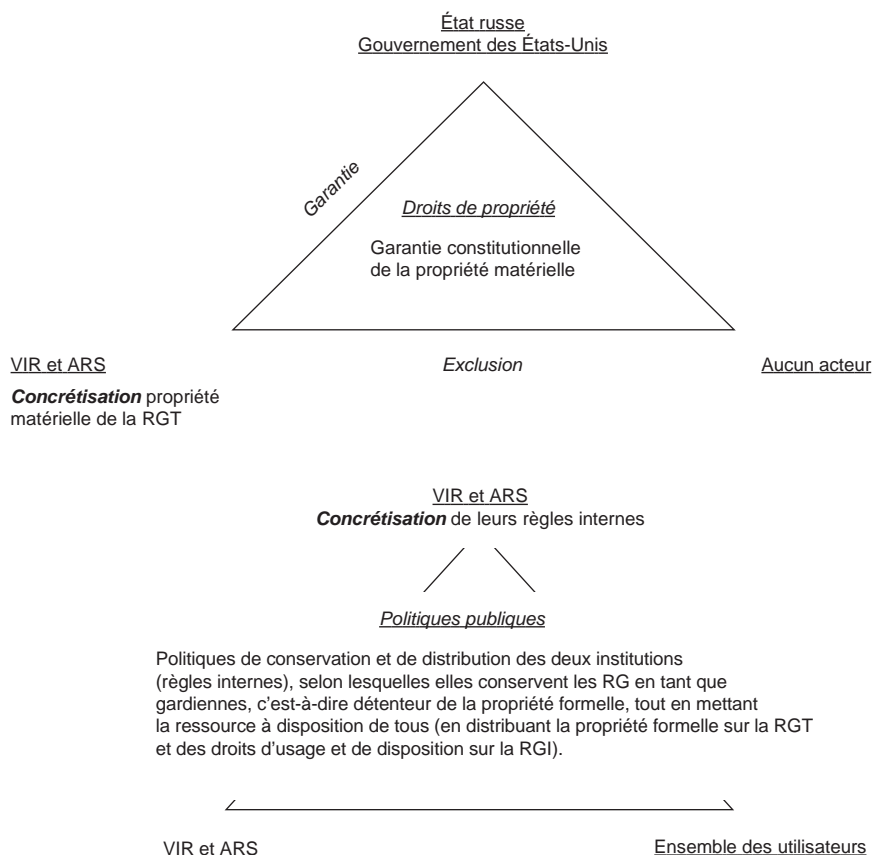 État russe
Gouvernement des États-Unis
Garantie
Droits de propriété
Garantie constitutionnelle
de la propriété matérielle
VIR et ARS
Exclusion
Aucun acteur
Concrétisation propriété
matérielle de la RGT
VIR et ARS
Concrétisation de leurs règles internes
Politiques publiques
Politiques de conservation et de distribution des deux institutions
(règles internes), selon lesquelles elles conservent les RG en tant que
gardiennes, c'est-à-dire détenteur de la propriété formelle, tout en mettant
la ressource à disposition de tous (en distribuant la propriété formelle sur la RGT
et des droits d'usage et de disposition sur la RGI).
VIR et ARS
Ensemble des utilisateurs